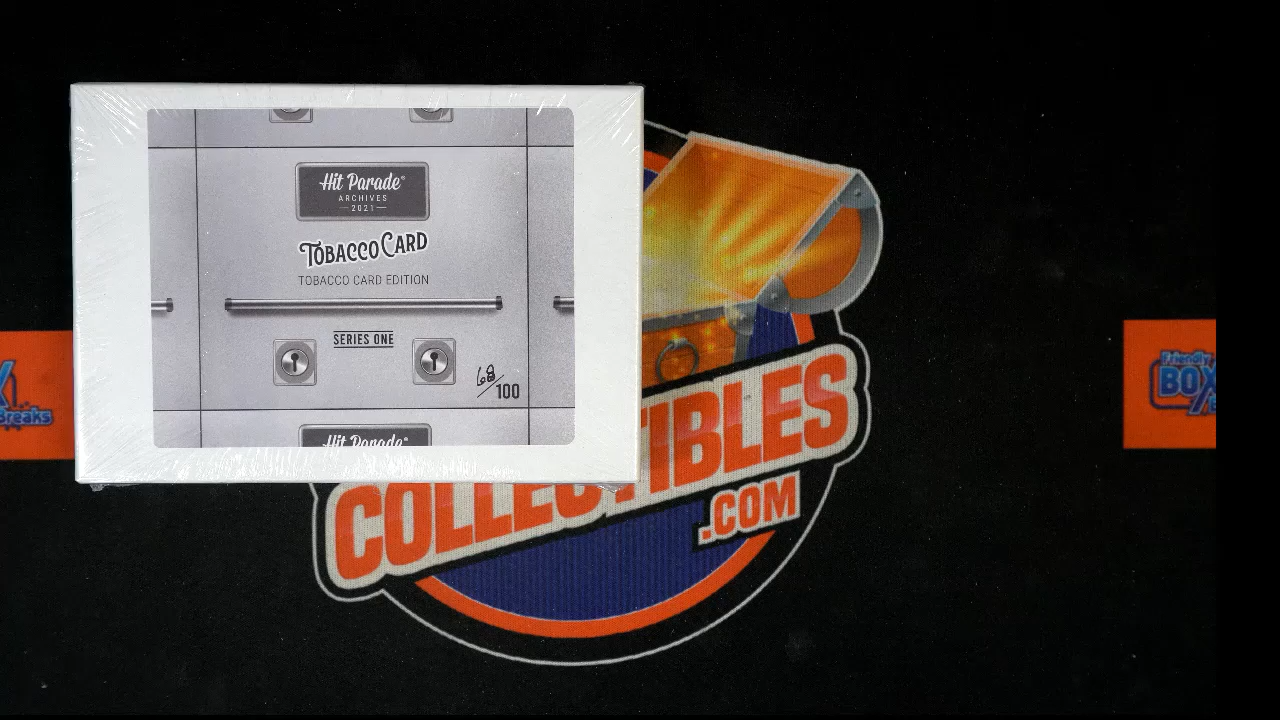 Hit Parade®
ARCHIVES
—2021—
TOBACCO CARD
TOBACCO CARD EDITION
SERIES ONE
68/100
Hit Parade®
COLLECTIBLES
.COM
Breaks
Friendly
BOX